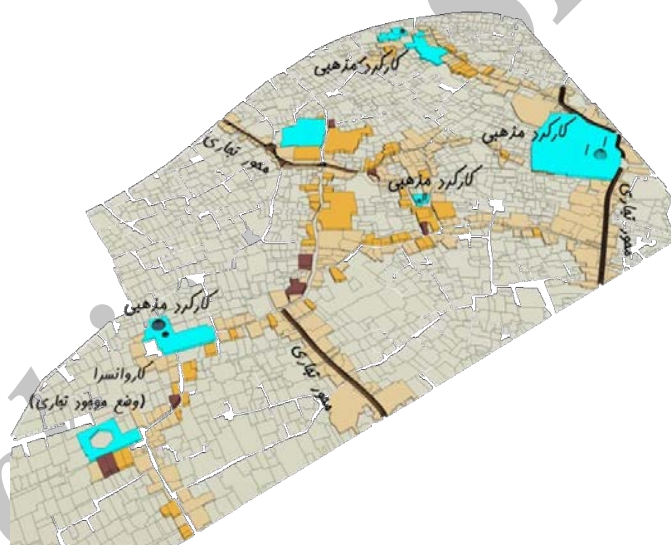 کارکرد مذهبی
کارکرد مذهبی
محور تجاری
کارکرد مذهبی
محور تجاری
کارکرد مذهبی
محور تجاری
کاروانسرا
(وضع موجود تجاری)